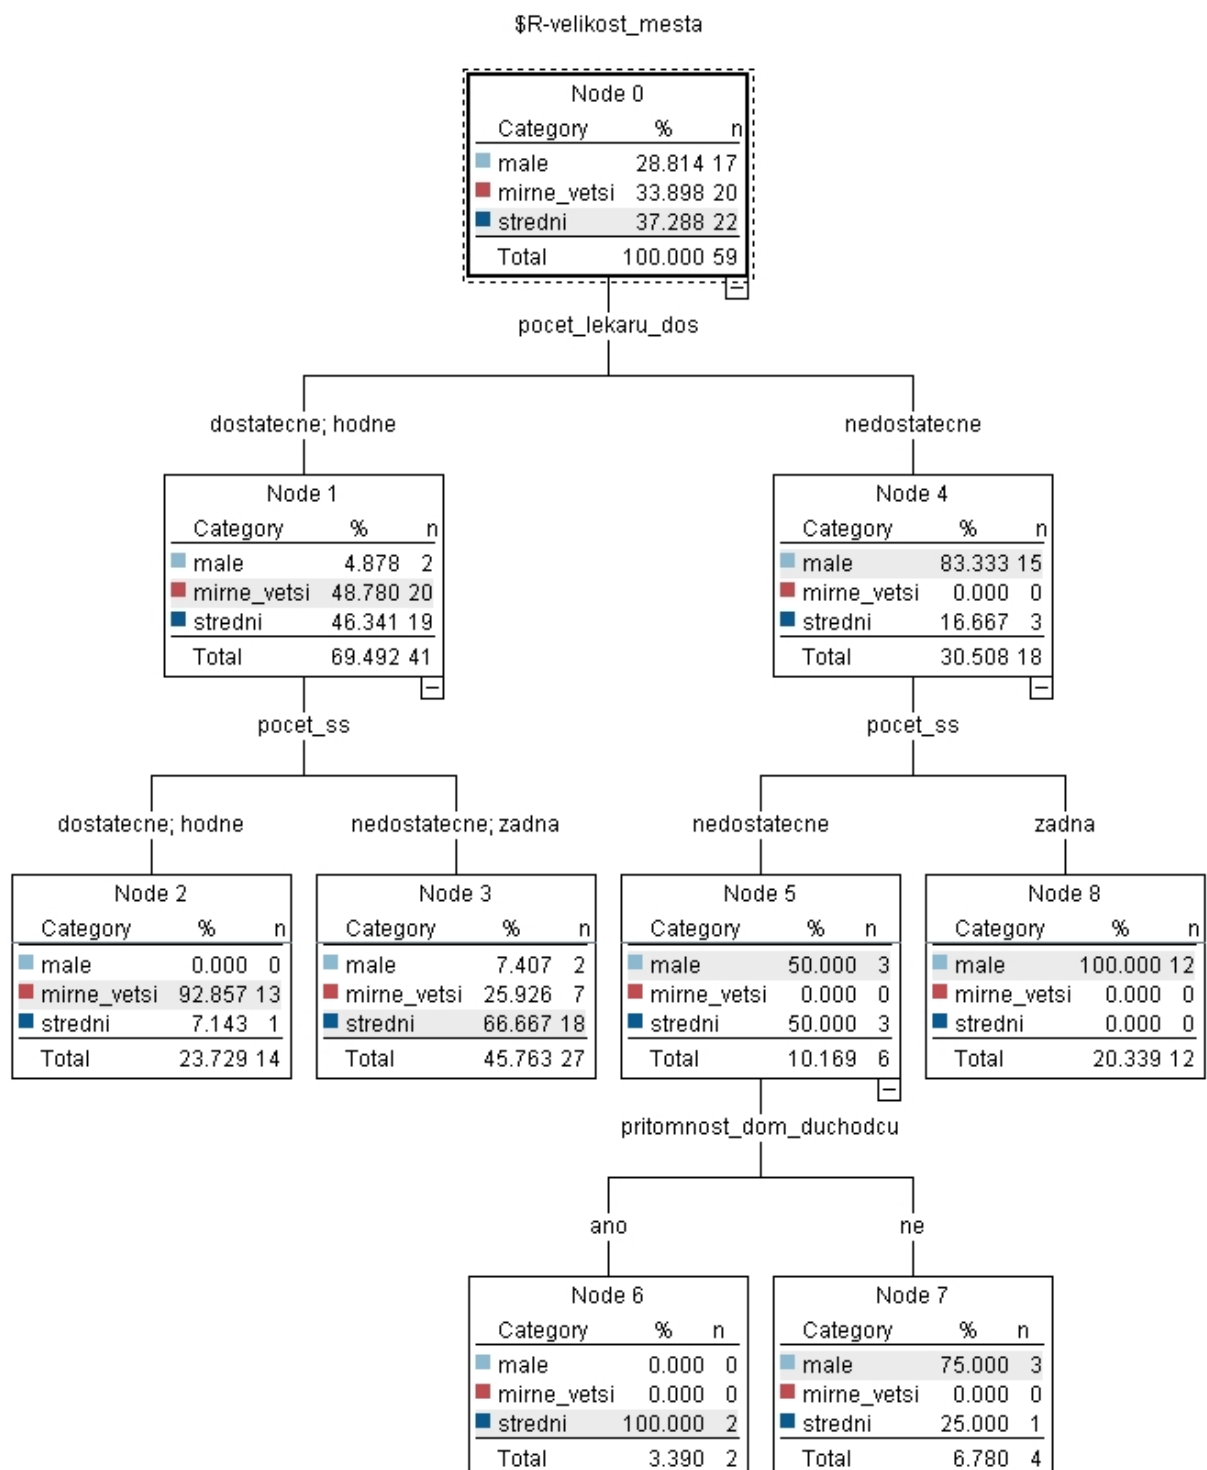 $R-velikost_mesta
Node 0
Category % n
male 28.814 17
mirne_vetsi 33.898 20
stredni 37.288 22
Total 100.000 59
pocet_lekaru_dos
dostatecne; hodne
nedostatecne
Node 1
Category % n
male 4.878 2
mirne_vetsi 48.780 20
stredni 46.341 19
Total 69.492 41
Node 4
Category % n
male 83.333 15
mirne_vetsi 0.000 0
stredni 16.667 3
Total 30.508 18
pocet_ss
pocet_ss
dostatecne; hodne
nedostatecne; zadna
nedostatecne
zadna
Node 2
Category % n
male 0.000 0
mirne_vetsi 92.857 13
stredni 7.143 1
Total 23.729 14
Node 3
Category % n
male 7.407 2
mirne_vetsi 25.926 7
stredni 66.667 18
Total 45.763 27
Node 5
Category % n
male 50.000 3
mirne_vetsi 0.000 0
stredni 50.000 3
Total 10.169 6
Node 8
Category % n
male 100.000 12
mirne_vetsi 0.000 0
stredni 0.000 0
Total 20.339 12
pritomnost_dom_duchodcu
ano
ne
Node 6
Category % n
male 0.000 0
mirne_vetsi 0.000 0
stredni 100.000 2
Total 3.390 2
Node 7
Category % n
male 75.000 3
mirne_vetsi 0.000 0
stredni 25.000 1
Total 6.780 4